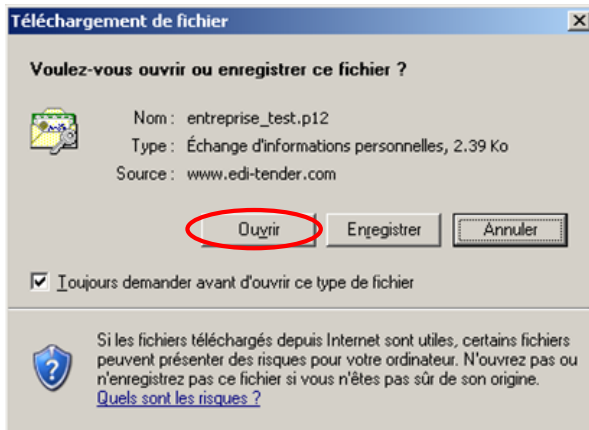 Téléchargement de fichier
Voulez-vous ouvrir ou enregistrer ce fichier ?
Nom : entreprise_test.p12
Type : Échange d'informations personnelles, 2.39 Ko
Source : www.edi-tender.com
Ouvrir Enregistrer Annuler
Toujours demander avant d'ouvrir ce type de fichier
Si les fichiers téléchargés depuis Internet sont utiles, certains fichiers
peuvent présenter des risques pour votre ordinateur. N'ouvrez pas ou
n'enregistrez pas ce fichier si vous n'êtes pas sûr de son origine.
Quels sont les risques ?